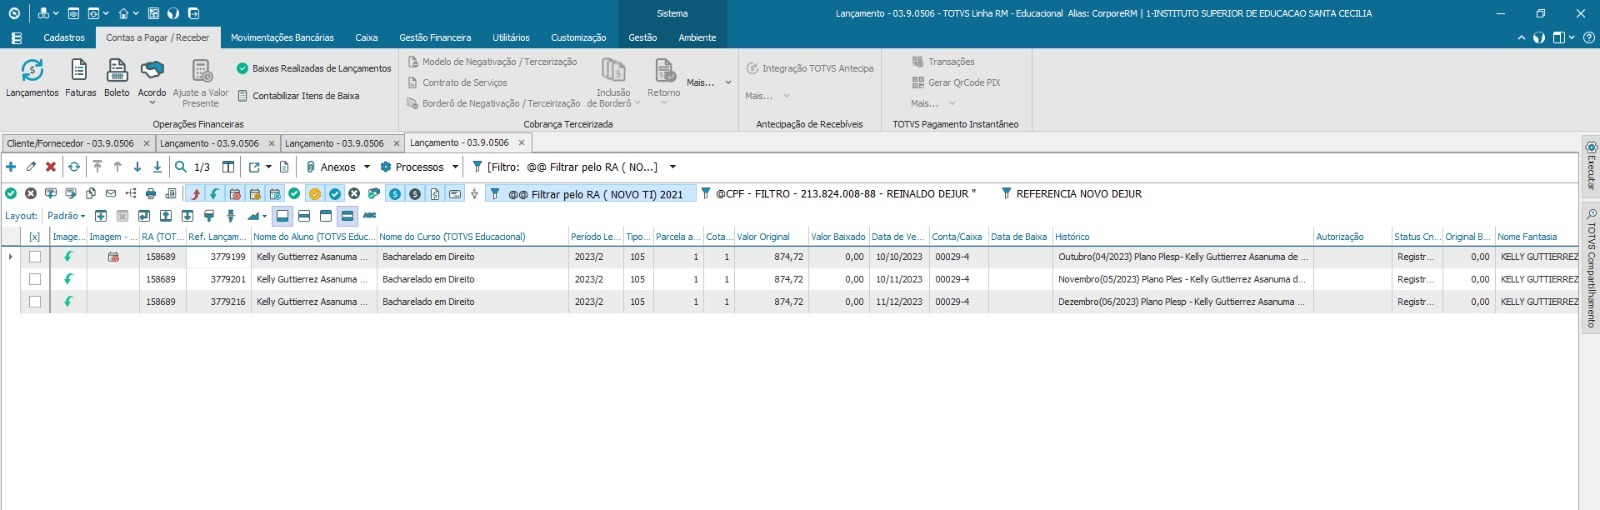 Lançamento - 03.9.0506 - TOTVS Linha RM - Educacional  Alias: CorporeRM | 1-INSTITUTO SUPERIOR DE EDUCACAO SANTA CECILIA
Sistema
Cadastros Contas a Pagar / Receber Movimentações Bancárias Caixa Gestão Financeira Utilitários Customização Gestão Ambiente
Lançamentos Faturas Boleto Acordo Ajuste a Valor Presente
Baixas Realizadas de Lançamentos
Contabilizar Itens de Baixa
Operações Financeiras
Modelo de Negativação / Terceirização
Contrato de Serviços
Borderô de Negativação / Terceirização
Inclusão de Borderô
Retorno
Mais...
Cobrança Terceirizada
Integração TOTVS Antecipa
Mais...
Antecipação de Recebíveis
Transações
Gerar QrCode PIX
Mais...
TOTVS Pagamento Instantâneo
Cliente/Fornecedor - 03.9.0506 Lançamento - 03.9.0506 Lançamento - 03.9.0506 Lançamento - 03.9.0506
1/3 Anexos Processos [Filtro: @@ Filtrar pelo RA ( NO...]
@@ Filtrar pelo RA ( NOVO TI) 2021 @CPF - FILTRO - 213.824.008-88 - REINALDO DEJUR " REFERENCIA NOVO DEJUR
Layout: Padrão ABC
[x] Image... Imagem - ... RA (TOT... Ref. Lançam... Nome do Aluno (TOTVS Educ... Nome do Curso (TOTVS Educacional) Período Le... Tipo... Parcela a... Cota... Valor Original Valor Baixado Data de Ve... Conta/Caixa Data de Baixa Histórico Autorização Status Cn... Original B... Nome Fantasia
158689 3779199 Kelly Guttierrez Asanuma ... Bacharelado em Direito 2023/2 105 1 1 874,72 0,00 10/10/2023 00029-4 Outubro(04/2023) Plano Plesp- Kelly Guttierrez Asanuma de ... Registr... 0,00 KELLY GUTTIERREZ
158689 3779201 Kelly Guttierrez Asanuma ... Bacharelado em Direito 2023/2 105 1 1 874,72 0,00 10/11/2023 00029-4 Novembro(05/2023) Plano Ples - Kelly Guttierrez Asanuma d... Registr... 0,00 KELLY GUTTIERREZ
158689 3779216 Kelly Guttierrez Asanuma ... Bacharelado em Direito 2023/2 105 1 1 874,72 0,00 11/12/2023 00029-4 Dezembro(06/2023) Plano Plesp - Kelly Guttierrez Asanuma ... Registr... 0,00 KELLY GUTTIERREZ
Executar
TOTVS Compartilhamento